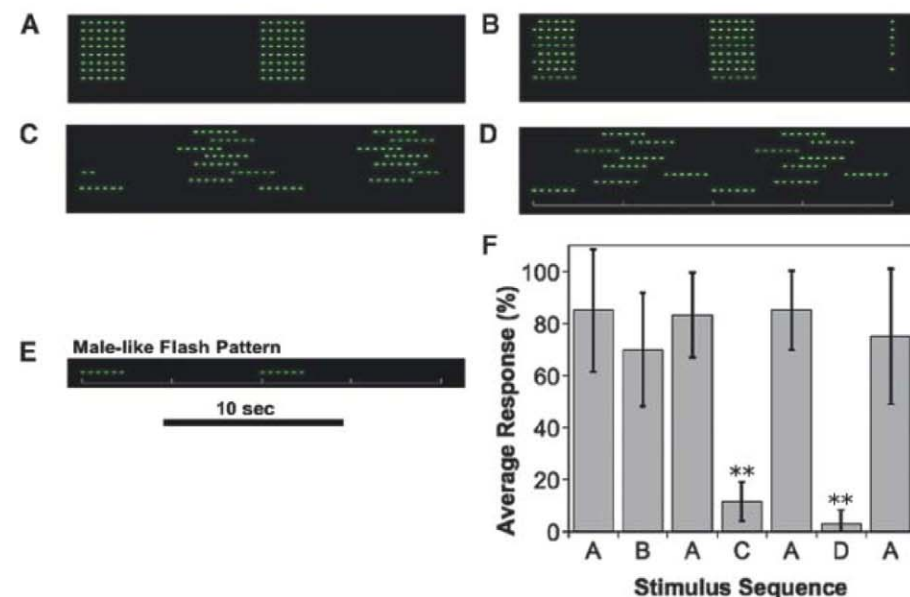 A
B
C
D
E
Male-like Flash Pattern
10 sec
F
Average Response (%)
100
80
60
40
20
0
**
**
A B A C A D A
Stimulus Sequence